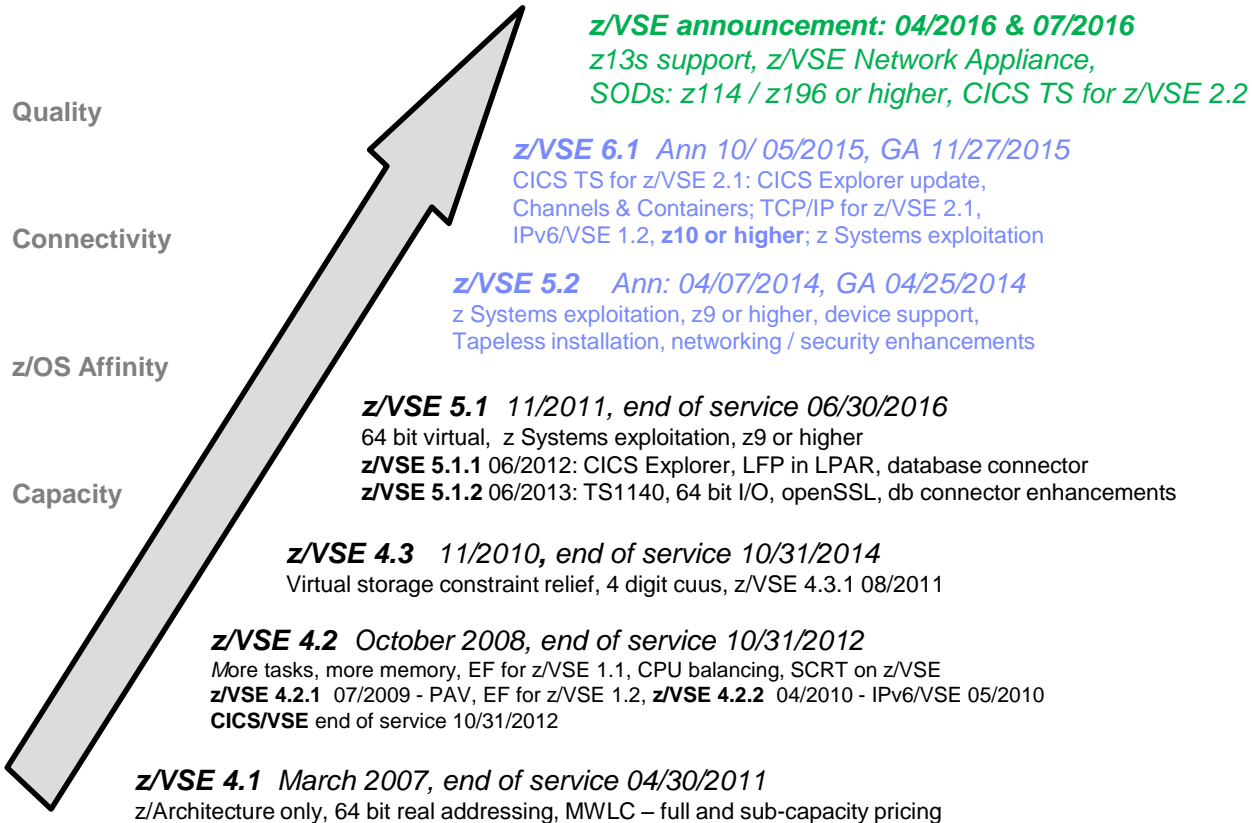 z/VSE announcement: 04/2016 & 07/2016
z13s support, z/VSE Network Appliance,
SODs: z114 / z196 or higher, CICS TS for z/VSE 2.2
Quality
z/VSE 6.1 Ann 10/ 05/2015, GA 11/27/2015
CICS TS for z/VSE 2.1: CICS Explorer update,
Channels & Containers; TCP/IP for z/VSE 2.1,
IPv6/VSE 1.2, z10 or higher; z Systems exploitation
Connectivity
z/VSE 5.2 Ann: 04/07/2014, GA 04/25/2014
z Systems exploitation, z9 or higher, device support,
Tapeless installation, networking / security enhancements
z/OS Affinity
z/VSE 5.1 11/2011, end of service 06/30/2016
64 bit virtual, z Systems exploitation, z9 or higher
z/VSE 5.1.1 06/2012: CICS Explorer, LFP in LPAR, database connector
z/VSE 5.1.2 06/2013: TS1140, 64 bit I/O, openSSL, db connector enhancements
Capacity
z/VSE 4.3 11/2010, end of service 10/31/2014
Virtual storage constraint relief, 4 digit cuus, z/VSE 4.3.1 08/2011
z/VSE 4.2 October 2008, end of service 10/31/2012
More tasks, more memory, EF for z/VSE 1.1, CPU balancing, SCRT on z/VSE
z/VSE 4.2.1 07/2009 - PAV, EF for z/VSE 1.2, z/VSE 4.2.2 04/2010 - IPv6/VSE 05/2010
CICS/VSE end of service 10/31/2012
z/VSE 4.1 March 2007, end of service 04/30/2011
z/Architecture only, 64 bit real addressing, MWLC – full and sub-capacity pricing